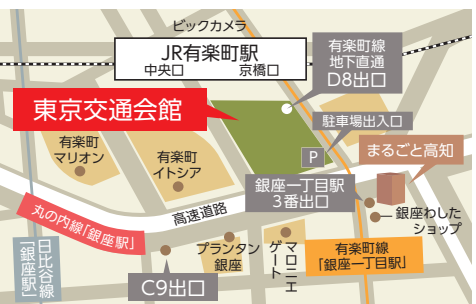 ビックカメラ
JR有楽町駅
中央口 京橋口
有楽町線
地下直通
D8出口
東京交通会館
駐車場出入口
P
有楽町
マリオン
有楽町
イトシア
まるごと高知
銀座一丁目駅
3番出口
高速道路
銀座わした
ショップ
丸の内線「銀座駅」
日比谷線
「銀座駅」
プランタン
銀座
マロニエ
ゲート
有楽町線
「銀座一丁目駅」
C9出口